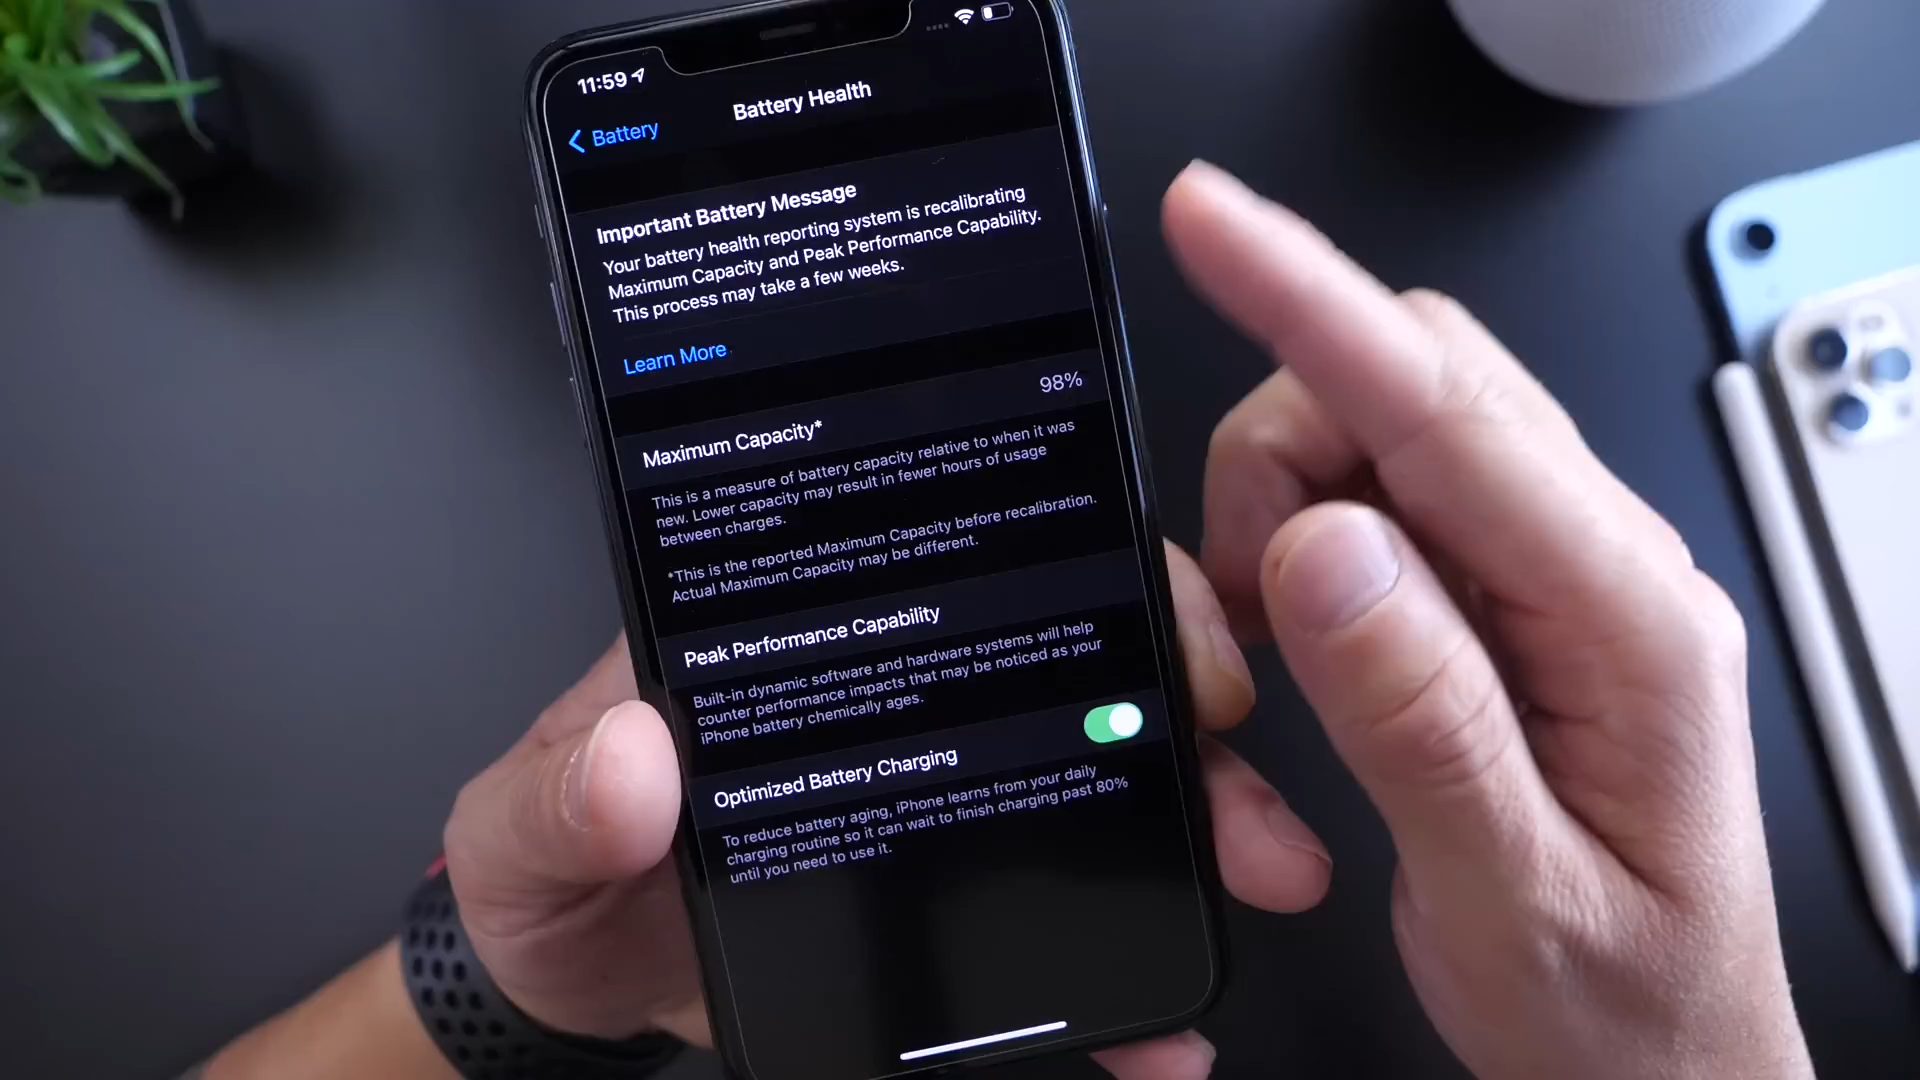 11:59
Battery Health
Battery
Important Battery Message
Your battery health reporting system is recalibrating
Maximum Capacity and Peak Performance Capability.
This process may take a few weeks.
Learn More
98%
Maximum Capacity*
This is a measure of battery capacity relative to when it was
new. Lower capacity may result in fewer hours of usage
between charges.
*This is the reported Maximum Capacity before recalibration.
Actual Maximum Capacity may be different.
Peak Performance Capability
Built-in dynamic software and hardware systems will help
counter performance impacts that may be noticed as your
iPhone battery chemically ages.
Optimized Battery Charging
To reduce battery aging, iPhone learns from your daily
charging routine so it can wait to finish charging past 80%
until you need to use it.